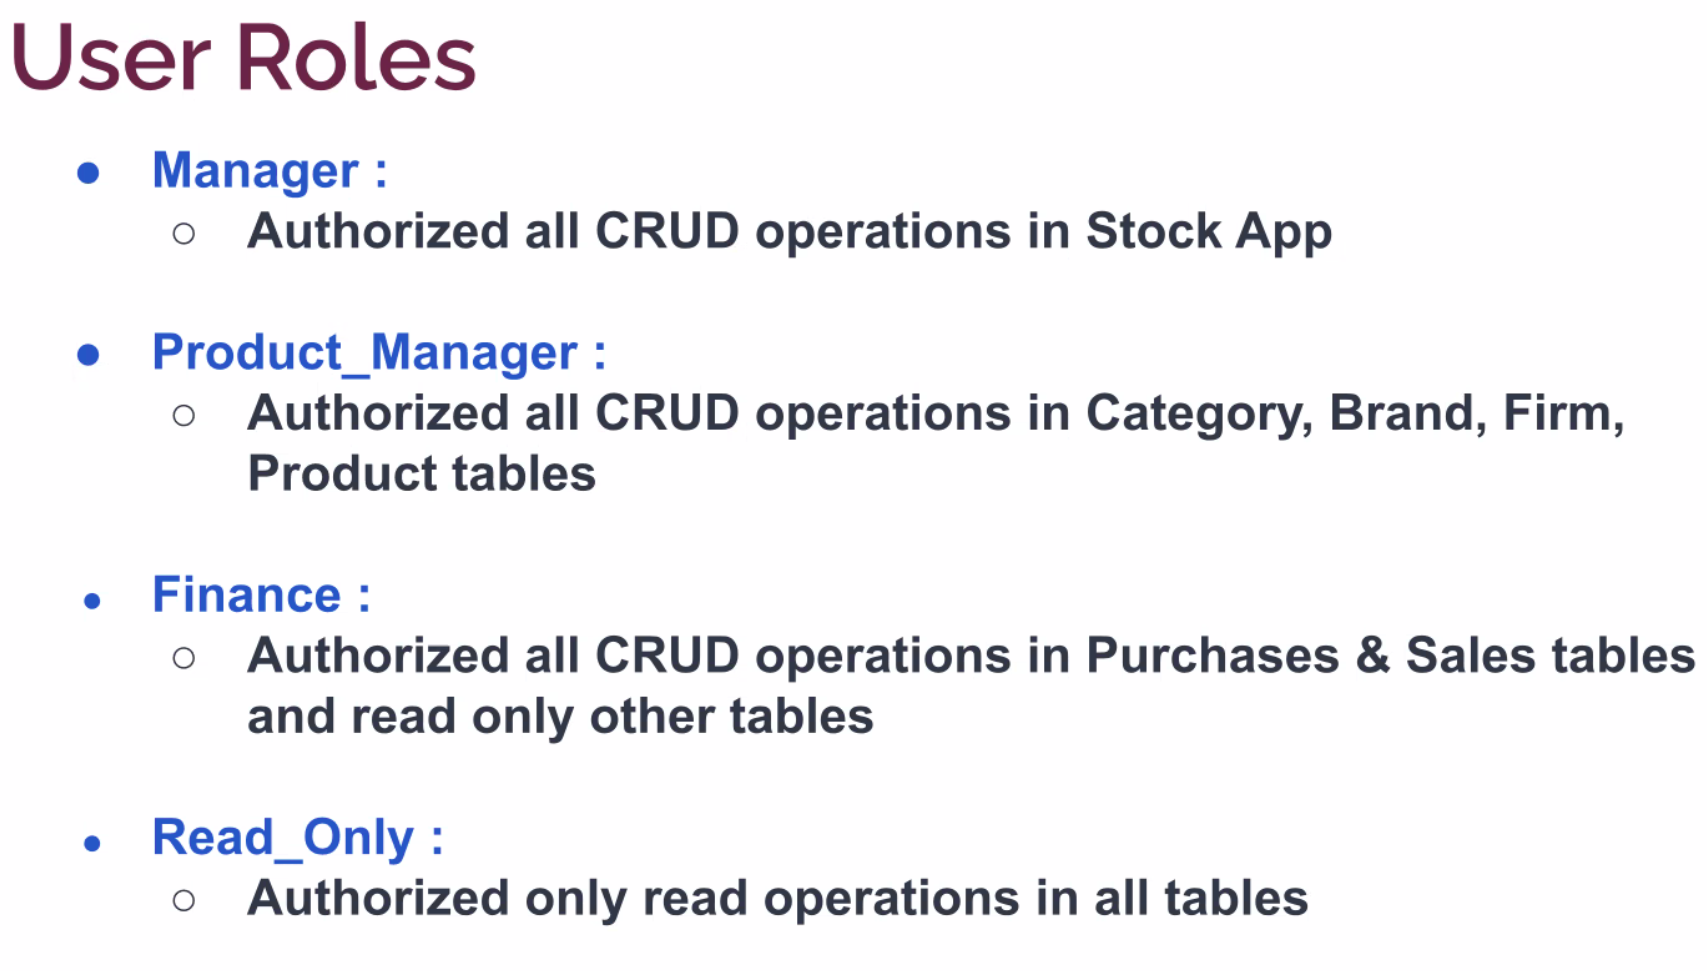 User Roles
● Manager :
○ Authorized all CRUD operations in Stock App
● Product_Manager :
○ Authorized all CRUD operations in Category, Brand, Firm,
Product tables
● Finance :
○ Authorized all CRUD operations in Purchases & Sales tables
and read only other tables
● Read_Only :
○ Authorized only read operations in all tables